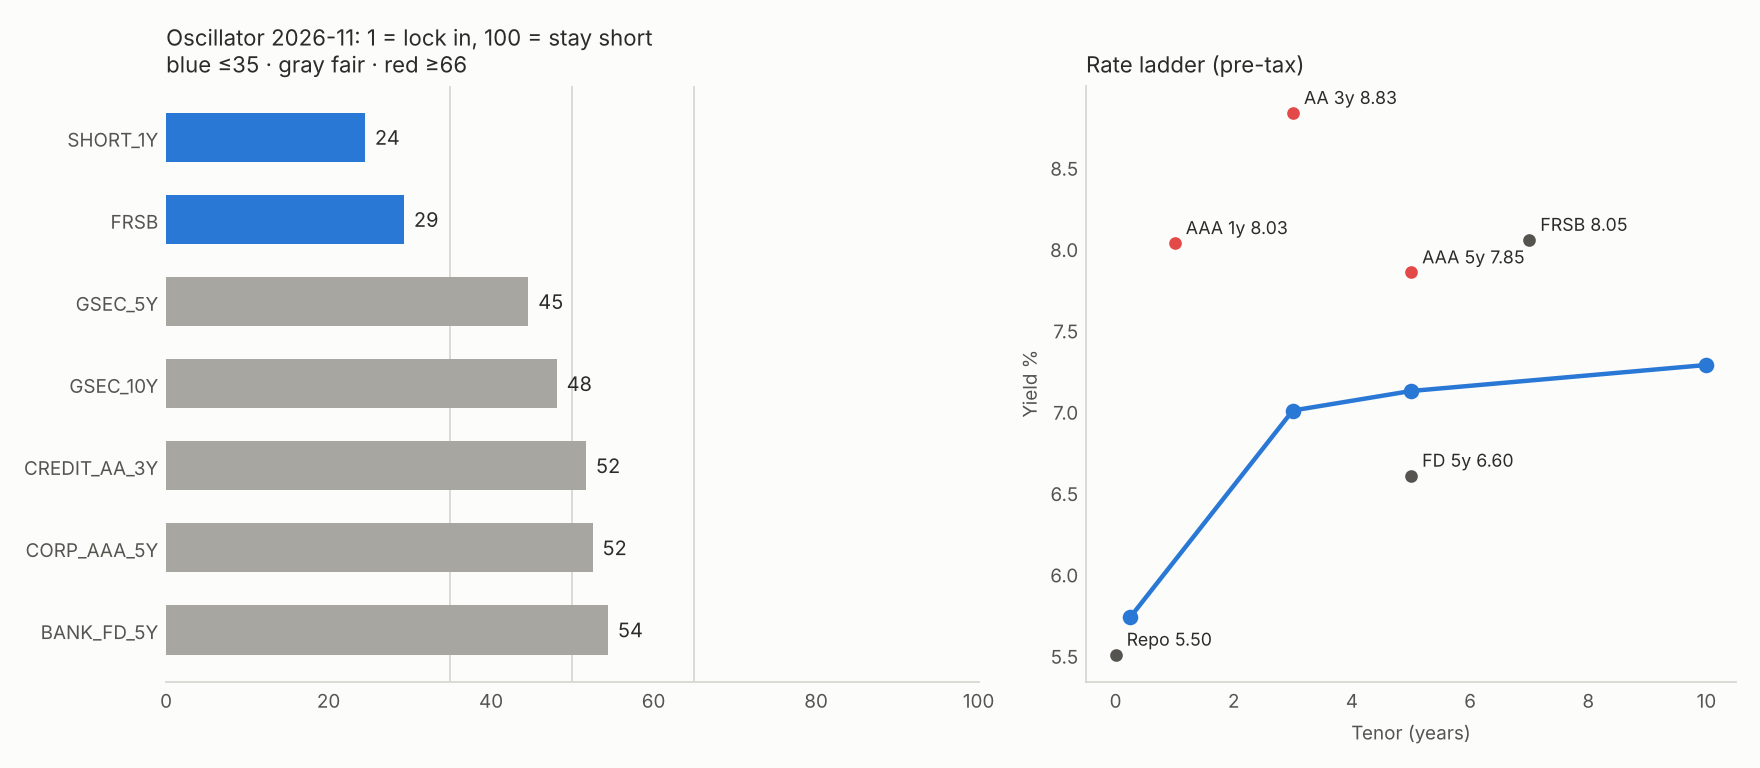 Oscillator 2026-11: 1 = lock in, 100 = stay short
blue ≤35 · gray fair · red ≥66
SHORT_1Y
24
FRSB
29
GSEC_5Y
45
GSEC_10Y
48
CREDIT_AA_3Y
52
CORP_AAA_5Y
52
BANK_FD_5Y
54
0
20
40
60
80
100
Rate ladder (pre-tax)
AA 3y 8.83
AAA 1y 8.03
FRSB 8.05
AAA 5y 7.85
FD 5y 6.60
Repo 5.50
8.5
8.0
7.5
7.0
6.5
6.0
5.5
Yield %
0
2
4
6
8
10
Tenor (years)